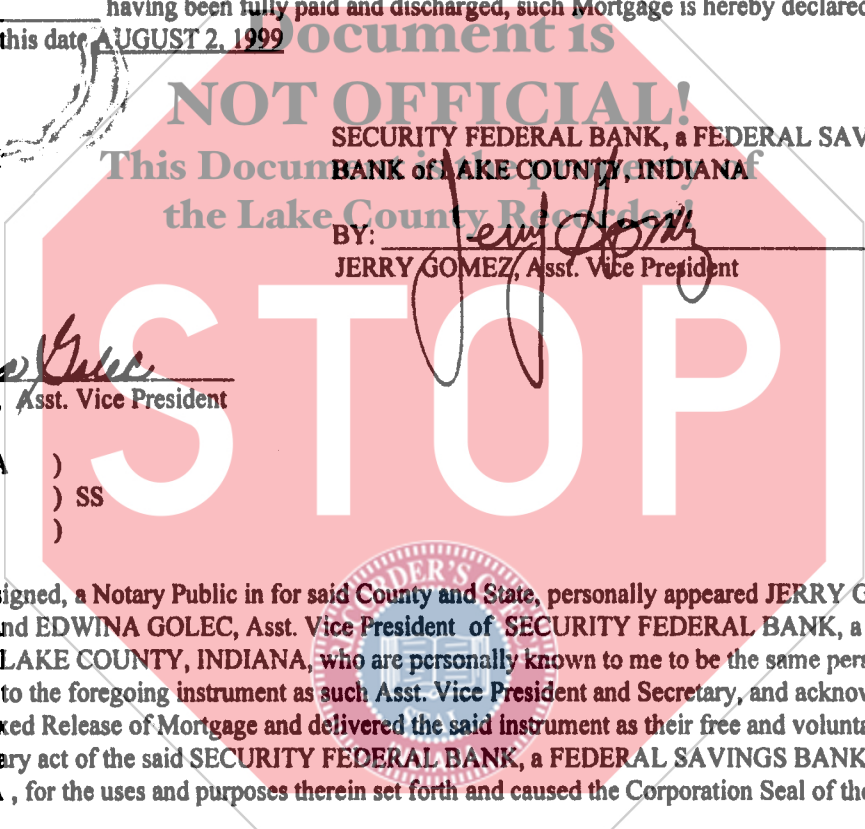 having been fully paid and discharged, such Mortgage is hereby declared
this date AUGUST 2, 1999
Document is
NOT OFFICIAL!
This Document is the property of
the Lake County Recorder!
SECURITY FEDERAL BANK, a FEDERAL SAV
BANK of LAKE COUNTY, INDIANA
BY: Jerry Gomez
JERRY GOMEZ, Asst. Vice President
Golec
, Asst. Vice President
STOP
A )
) SS
)
RECORDER'S
signed, a Notary Public in for said County and State, personally appeared JERRY G
nd EDWINA GOLEC, Asst. Vice President of SECURITY FEDERAL BANK, a
LAKE COUNTY, INDIANA, who are personally known to me to be the same pers
to the foregoing instrument as such Asst. Vice President and Secretary, and acknow
xed Release of Mortgage and delivered the said instrument as their free and volunta
ary act of the said SECURITY FEDERAL BANK, a FEDERAL SAVINGS BANK
, for the uses and purposes therein set forth and caused the Corporation Seal of the